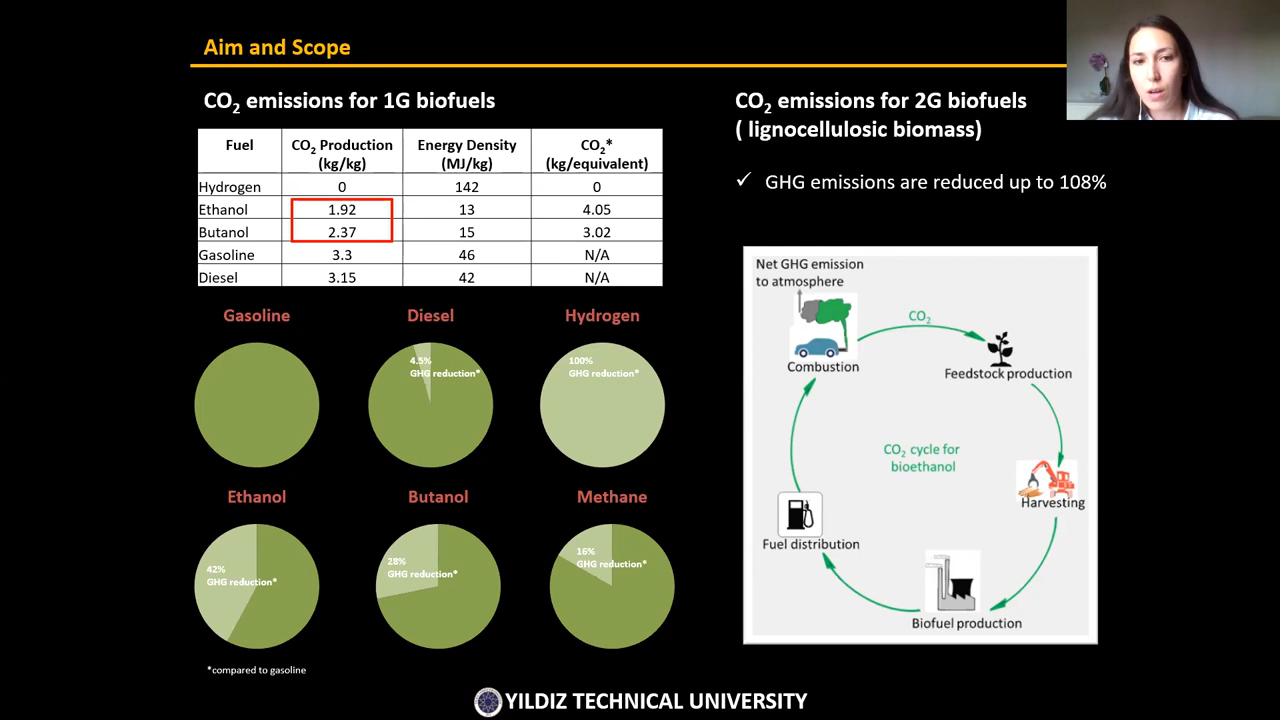 Aim and Scope
CO₂ emissions for 1G biofuels
Fuel CO₂ Production (kg/kg) Energy Density (MJ/kg) CO₂* (kg/equivalent)
Hydrogen 0 142 0
Ethanol 1.92 13 4.05
Butanol 2.37 15 3.02
Gasoline 3.3 46 N/A
Diesel 3.15 42 N/A
Gasoline
Diesel
4.5%
GHG reduction*
Hydrogen
100%
GHG reduction*
Ethanol
42%
GHG reduction*
Butanol
28%
GHG reduction*
Methane
16%
GHG reduction*
*compared to gasoline
CO₂ emissions for 2G biofuels
( lignocellulosic biomass)
✓ GHG emissions are reduced up to 108%
Net GHG emission
to atmosphere
Combustion
CO₂
Feedstock production
Harvesting
Biofuel production
Fuel distribution
CO₂ cycle for
bioethanol
YILDIZ TECHNICAL UNIVERSITY